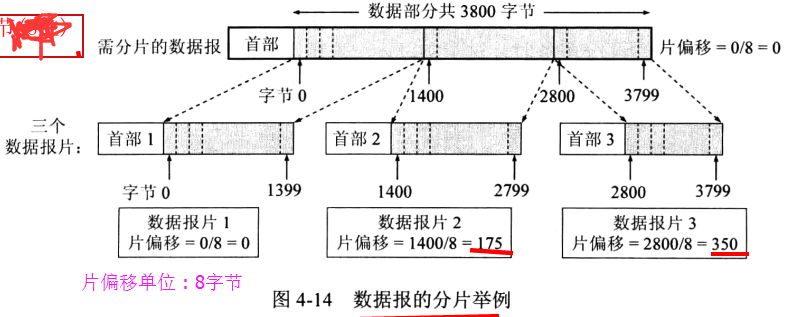 节
数据部分共 3800 字节
需分片的数据报 首部 片偏移 = 0/8 = 0
字节 0 1400 2800 3799
三个
数据报片： 首部 1 首部 2 首部 3
字节 0 1399 1400 2799 2800 3799
数据报片 1 数据报片 2 数据报片 3
片偏移 = 0/8 = 0 片偏移 = 1400/8 = 175 片偏移 = 2800/8 = 350
片偏移单位：8字节
图 4-14 数据报的分片举例